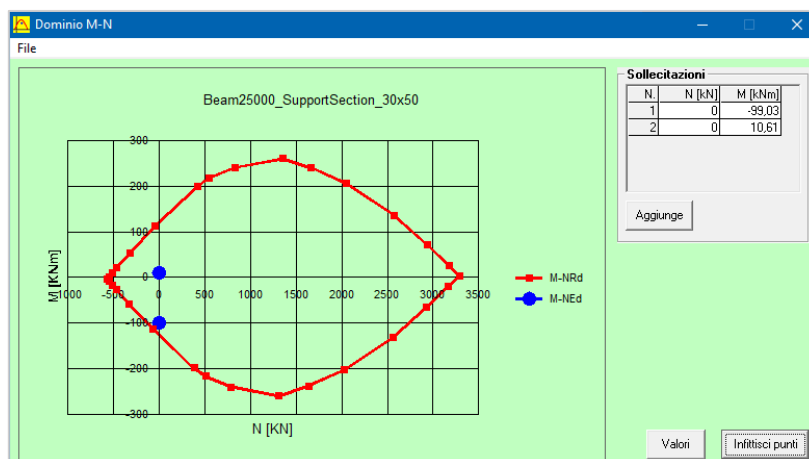 Dominio M-N
File
Beam25000_SupportSection_30x50
300
200
100
0
-100
-200
-300
M [KNm]
-1000 -500 0 500 1000 1500 2000 2500 3000 3500
N [KN]
M-NRd
M-NEd
Sollecitazioni
N. N [kN] M [kNm]
1 0 -99,03
2 0 10,61
Aggiunge
Valori Infittisci punti